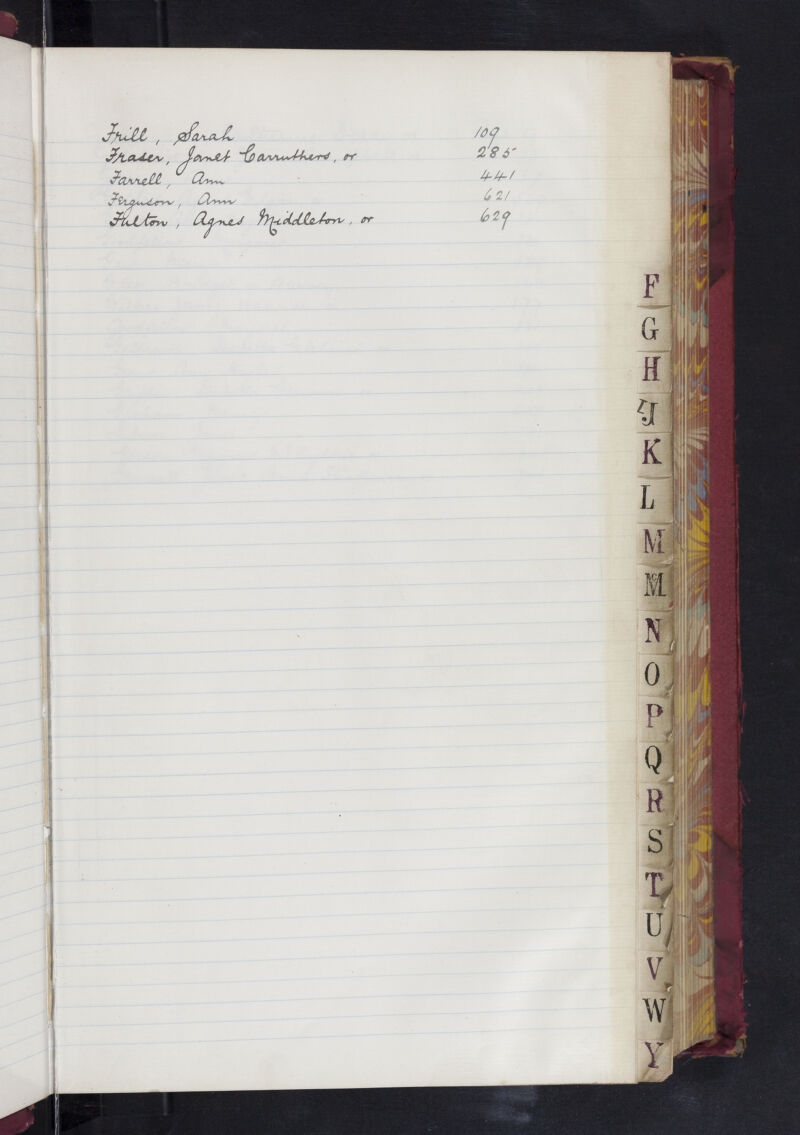 Frill, Sarah 109
Fraser, Janet Carruthers, or 285
Farrell, Ann 441
Ferguson, Ann 621
Fulton, Agnes Middleton, or 629
F
G
H
IJ
K
L
M
Mc
N
O
P
Q
R
S
T
U
V
W
Y